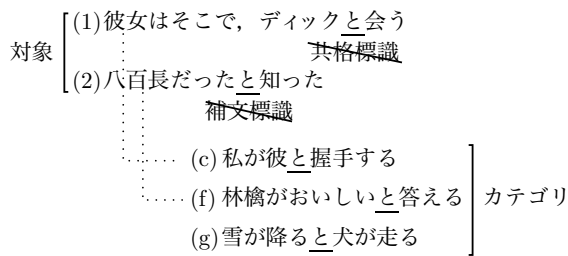 (1)彼女はそこで，ディックと会う
対象
共格標識
(2)八百長だったと知った
補文標識
(c)私が彼と握手する
(f)林檎がおいしいと答える
カテゴリ
(g)雪が降ると犬が走る